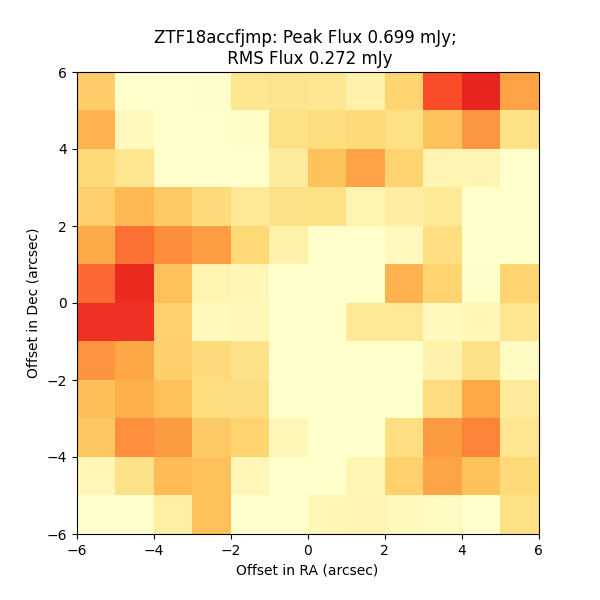 ZTF18accfjmp: Peak Flux 0.699 mJy;
RMS Flux 0.272 mJy
6
4
2
0
−2
−4
−6
Offset in Dec (arcsec)
−6 −4 −2 0 2 4 6
Offset in RA (arcsec)